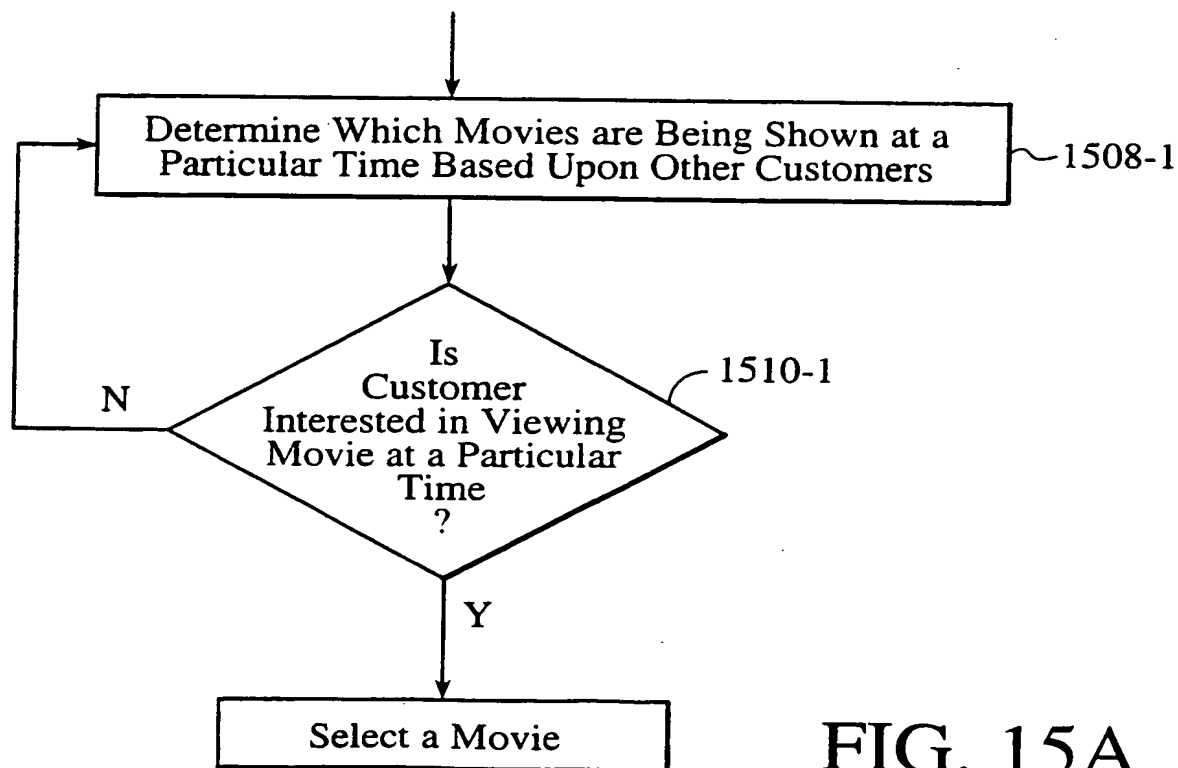 Determine Which Movies are Being Shown at a
Particular Time Based Upon Other Customers
1508-1
Is
Customer
Interested in Viewing
Movie at a Particular
Time
?
1510-1
N
Y
Select a Movie
FIG. 15A